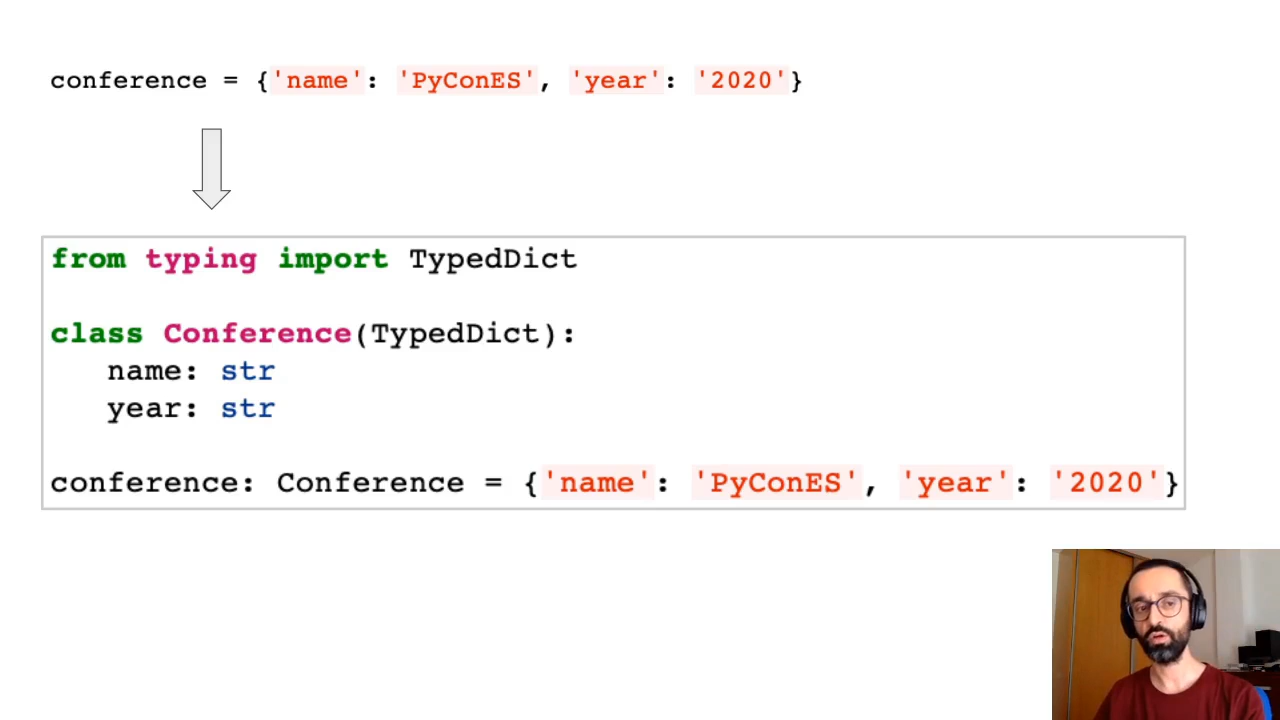 conference = {'name': 'PyConES', 'year': '2020'}
from typing import TypedDict
class Conference(TypedDict):
name: str
year: str
conference: Conference = {'name': 'PyConES', 'year': '2020'}